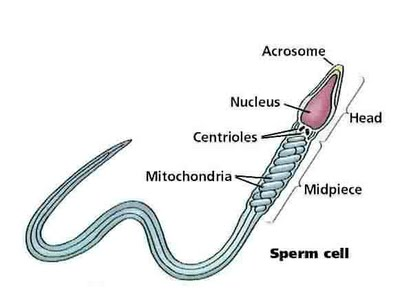 Acrosome
Nucleus
Head
Centrioles
Mitochondria
Midpiece
Sperm cell